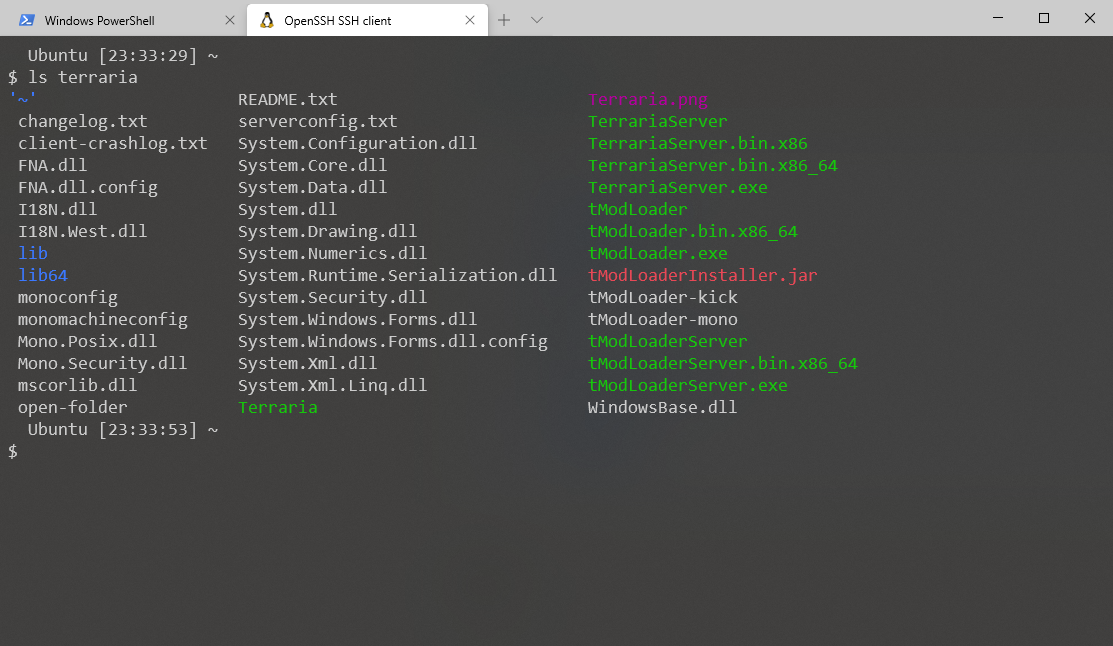 Windows PowerShell
OpenSSH SSH client
Ubuntu [23:33:29] ~
$ ls terraria
'~' README.txt Terraria.png
changelog.txt serverconfig.txt TerrariaServer
client-crashlog.txt System.Configuration.dll TerrariaServer.bin.x86
FNA.dll System.Core.dll TerrariaServer.bin.x86_64
FNA.dll.config System.Data.dll TerrariaServer.exe
I18N.dll System.dll tModLoader
I18N.West.dll System.Drawing.dll tModLoader.bin.x86_64
lib System.Numerics.dll tModLoader.exe
lib64 System.Runtime.Serialization.dll tModLoaderInstaller.jar
monoconfig System.Security.dll tModLoader-kick
monomachineconfig System.Windows.Forms.dll tModLoader-mono
Mono.Posix.dll System.Windows.Forms.dll.config tModLoaderServer
Mono.Security.dll System.Xml.dll tModLoaderServer.bin.x86_64
mscorlib.dll System.Xml.Linq.dll tModLoaderServer.exe
open-folder Terraria WindowsBase.dll
Ubuntu [23:33:53] ~
$